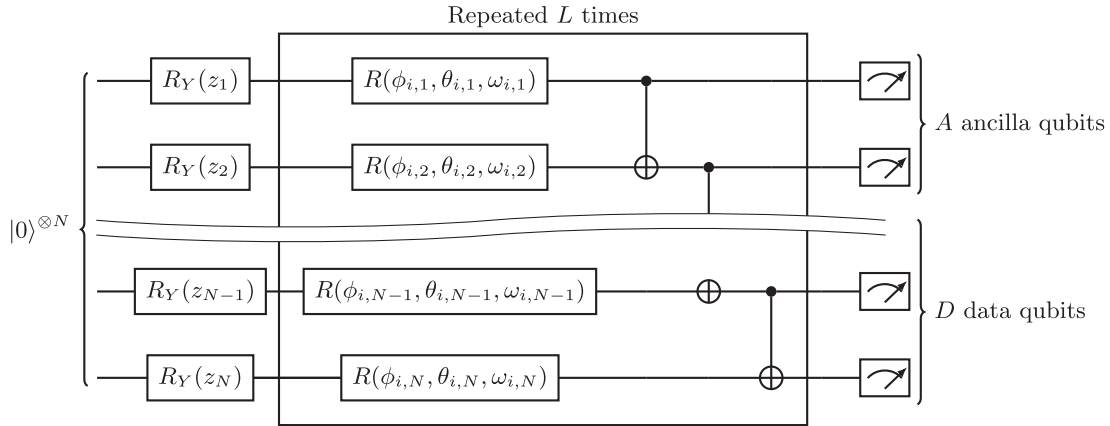 Repeated L times
R_Y(z_1) R(ϕ_{i,1}, θ_{i,1}, ω_{i,1})
A ancilla qubits
R_Y(z_2) R(ϕ_{i,2}, θ_{i,2}, ω_{i,2})
|0⟩^{⊗N}
R_Y(z_{N−1}) R(ϕ_{i,N−1}, θ_{i,N−1}, ω_{i,N−1})
D data qubits
R_Y(z_N) R(ϕ_{i,N}, θ_{i,N}, ω_{i,N})